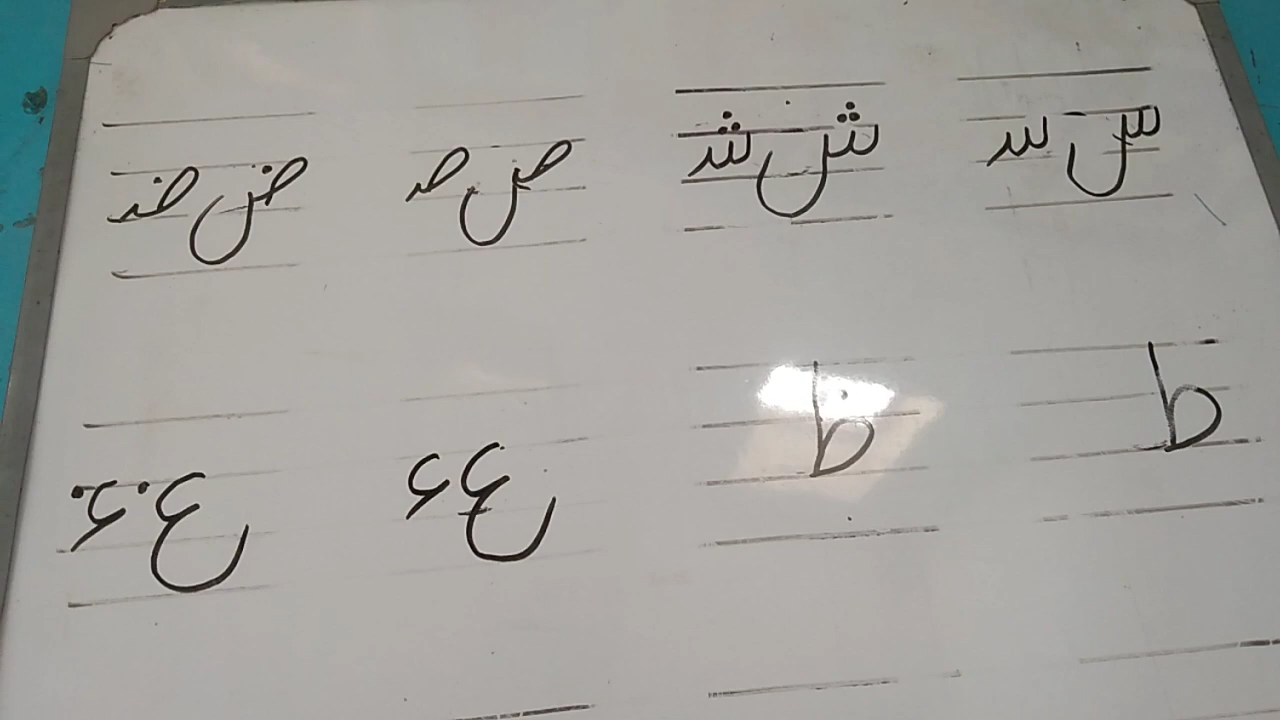 س سـ ش شـ ص صـ ض ضـ
ط ظ ع عـ غ غـ